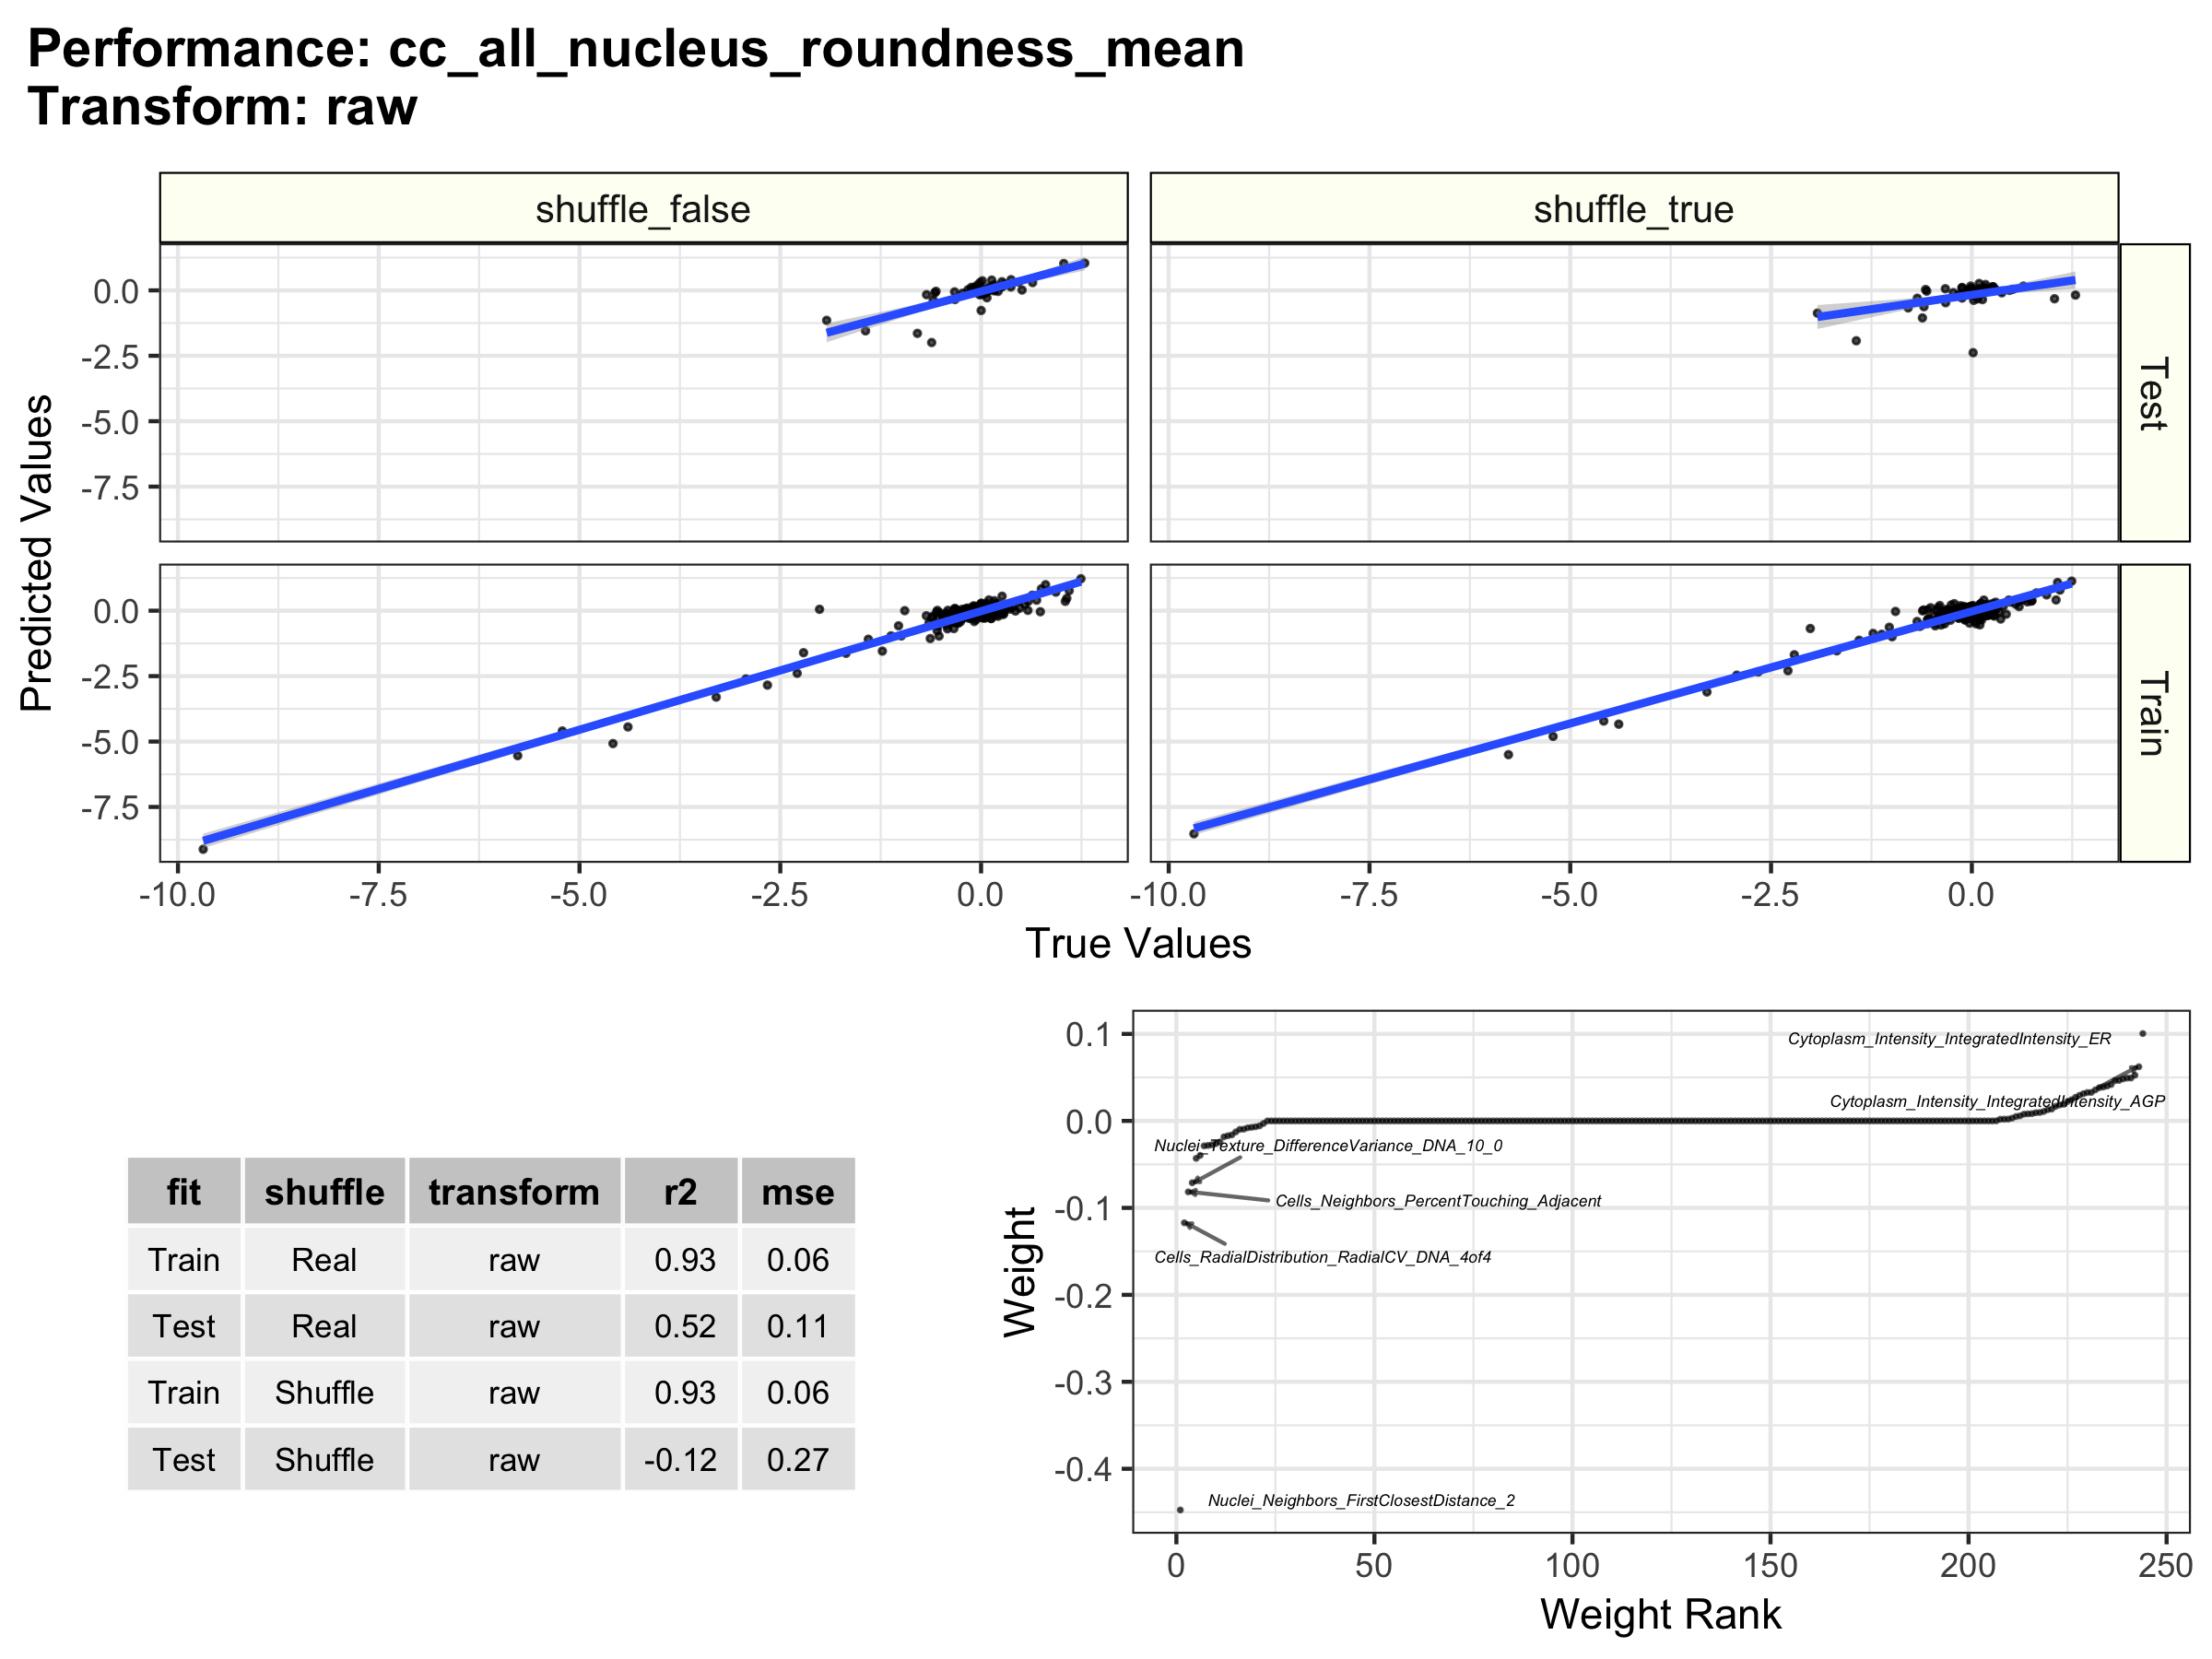 Performance: cc_all_nucleus_roundness_mean
Transform: raw
shuffle_false
shuffle_true
0.0
-2.5
-5.0
-7.5
Test
0.0
-2.5
-5.0
-7.5
Train
Predicted Values
-10.0 -7.5 -5.0 -2.5 0.0
-10.0 -7.5 -5.0 -2.5 0.0
True Values
fit shuffle transform r2 mse
Train Real raw 0.93 0.06
Test Real raw 0.52 0.11
Train Shuffle raw 0.93 0.06
Test Shuffle raw -0.12 0.27
Weight
0.1
0.0
-0.1
-0.2
-0.3
-0.4
Cytoplasm_Intensity_IntegratedIntensity_ER
Cytoplasm_Intensity_IntegratedIntensity_AGP
Nuclei_Texture_DifferenceVariance_DNA_10_0
Cells_Neighbors_PercentTouching_Adjacent
Cells_RadialDistribution_RadialCV_DNA_4of4
Nuclei_Neighbors_FirstClosestDistance_2
0 50 100 150 200 250
Weight Rank